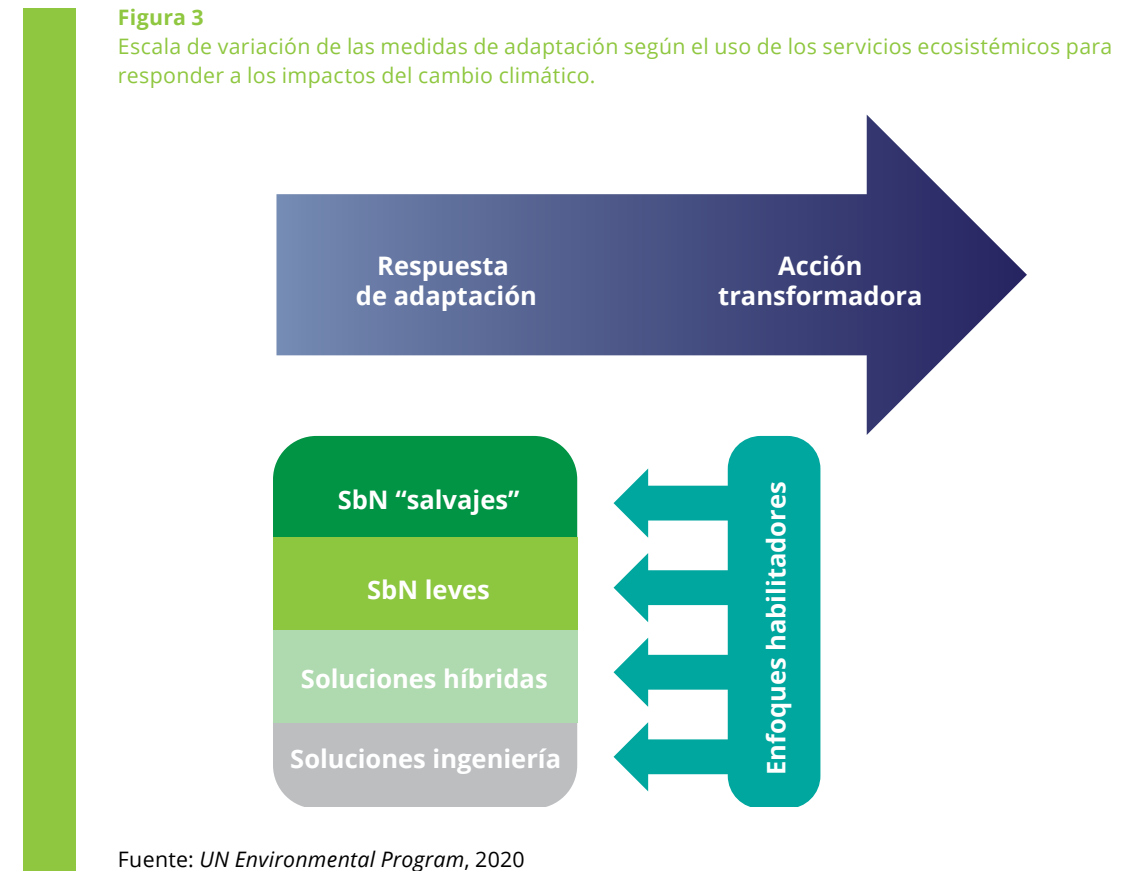 Figura 3
Escala de variación de las medidas de adaptación según el uso de los servicios ecosistémicos para
responder a los impactos del cambio climático.
Respuesta
de adaptación
Acción
transformadora
SbN “salvajes”
SbN leves
Soluciones híbridas
Soluciones ingeniería
Enfoques habilitadores
Fuente: UN Environmental Program, 2020